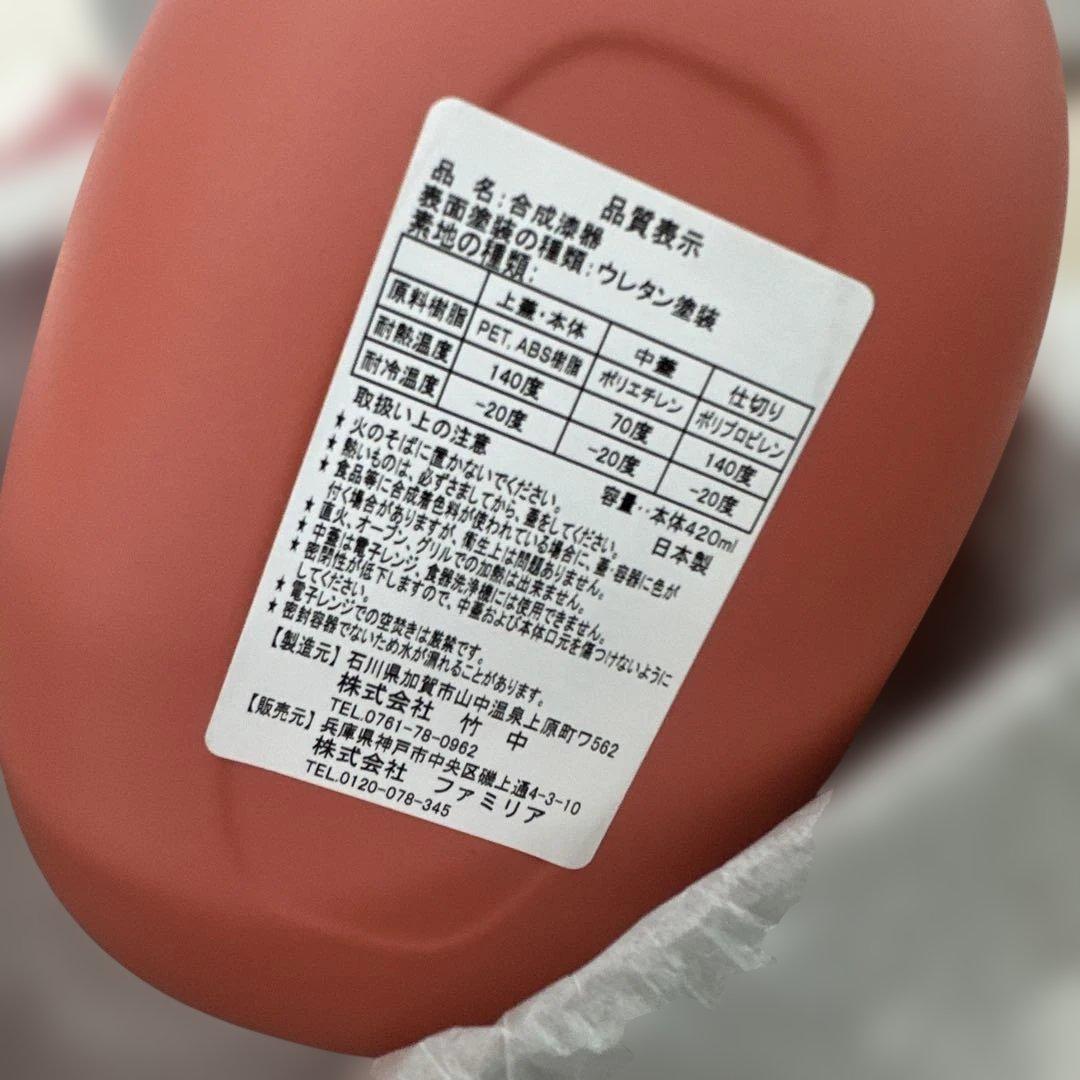 品質表示
品　名：合成漆器
表面塗装の種類：ウレタン塗装
素地の種類：
上蓋・本体　中蓋　仕切り
原料樹脂　PET, ABS樹脂　ポリエチレン　ポリプロピレン
耐熱温度　140度　70度　140度
耐冷温度　-20度　-20度　-20度
容量‥本体420ml
取扱い上の注意　日本製
★ 火のそばに置かないでください。
★ 熱いものは、必ずさましてから、蓋をしてください。
★ 食品等に合成着色料が使われている場合に、蓋・容器に色が
付く場合がありますが、衛生上は問題ありません。
★ 直火、オーブン、グリルでの加熱は出来ません。
★ 中蓋は電子レンジ、食器洗浄機には使用できません。
★ 密閉性が低下しますので、中蓋および本体口元を傷つけないように
してください。
★ 電子レンジでの空焚きは厳禁です。
★ 密封容器でないため水が漏れることがあります。
【製造元】石川県加賀市山中温泉上原町ワ562
株式会社　竹　中
TEL.0761-78-0962
【販売元】兵庫県神戸市中央区磯上通4-3-10
株式会社　ファミリア
TEL.0120-078-345